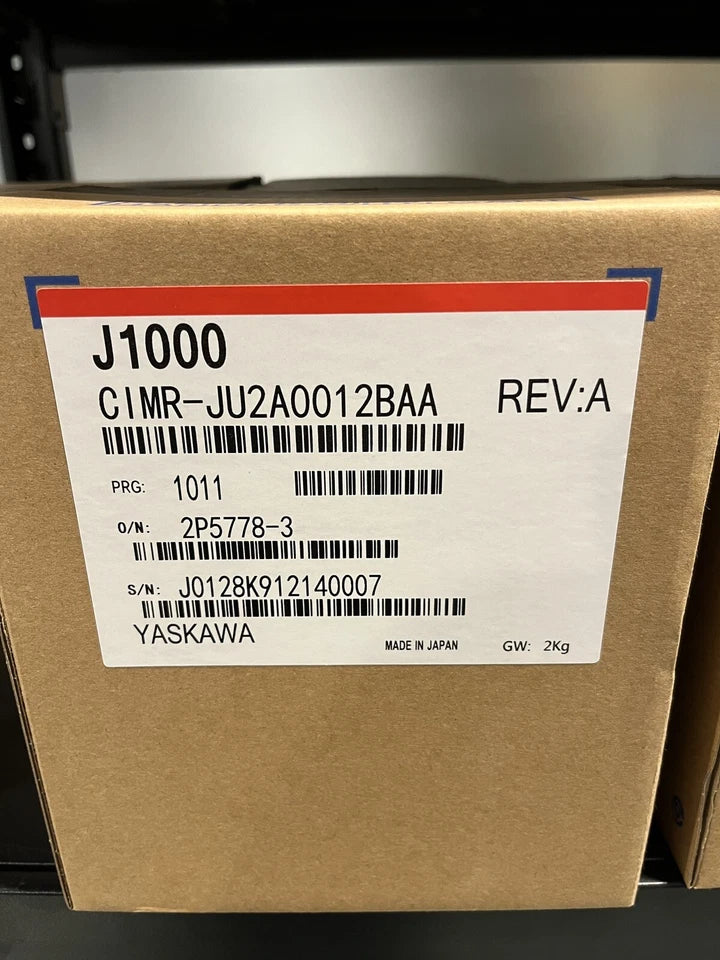 J1000
CIMR-JU2A0012BAA REV:A
PRG: 1011
O/N: 2P5778-3
S/N: J0128K912140007
YASKAWA MADE IN JAPAN GW: 2Kg